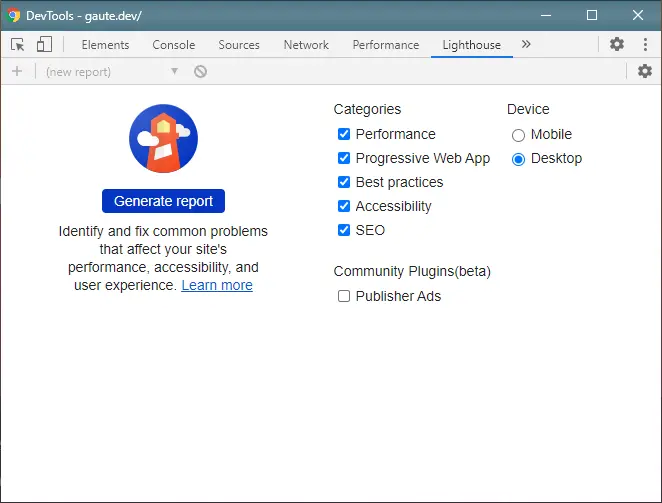 DevTools - gaute.dev/
Elements Console Sources Network Performance Lighthouse
(new report)
Generate report
Identify and fix common problems
that affect your site's
performance, accessibility, and
user experience. Learn more
Categories
Performance
Progressive Web App
Best practices
Accessibility
SEO
Community Plugins(beta)
Publisher Ads
Device
Mobile
Desktop